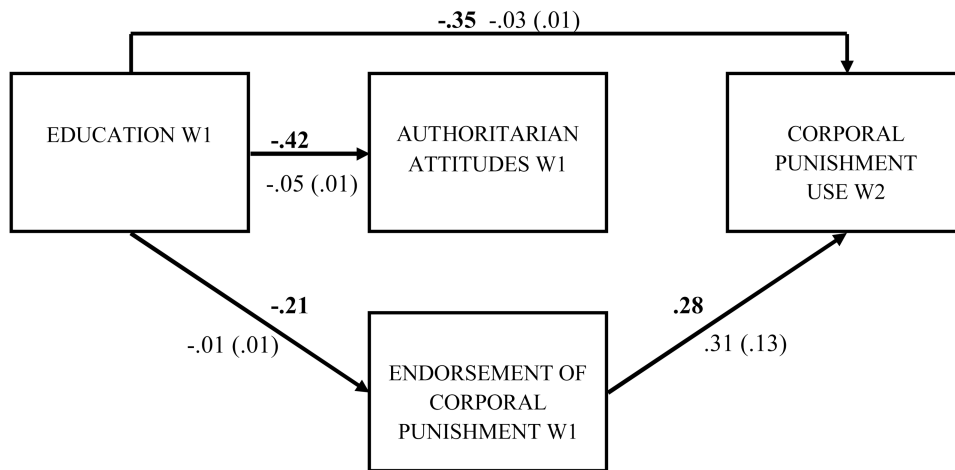 -.35 -.03 (.01)
EDUCATION W1
-.42
-.05 (.01)
AUTHORITARIAN
ATTITUDES W1
CORPORAL
PUNISHMENT
USE W2
-.21
-.01 (.01)
.28
.31 (.13)
ENDORSEMENT OF
CORPORAL
PUNISHMENT W1